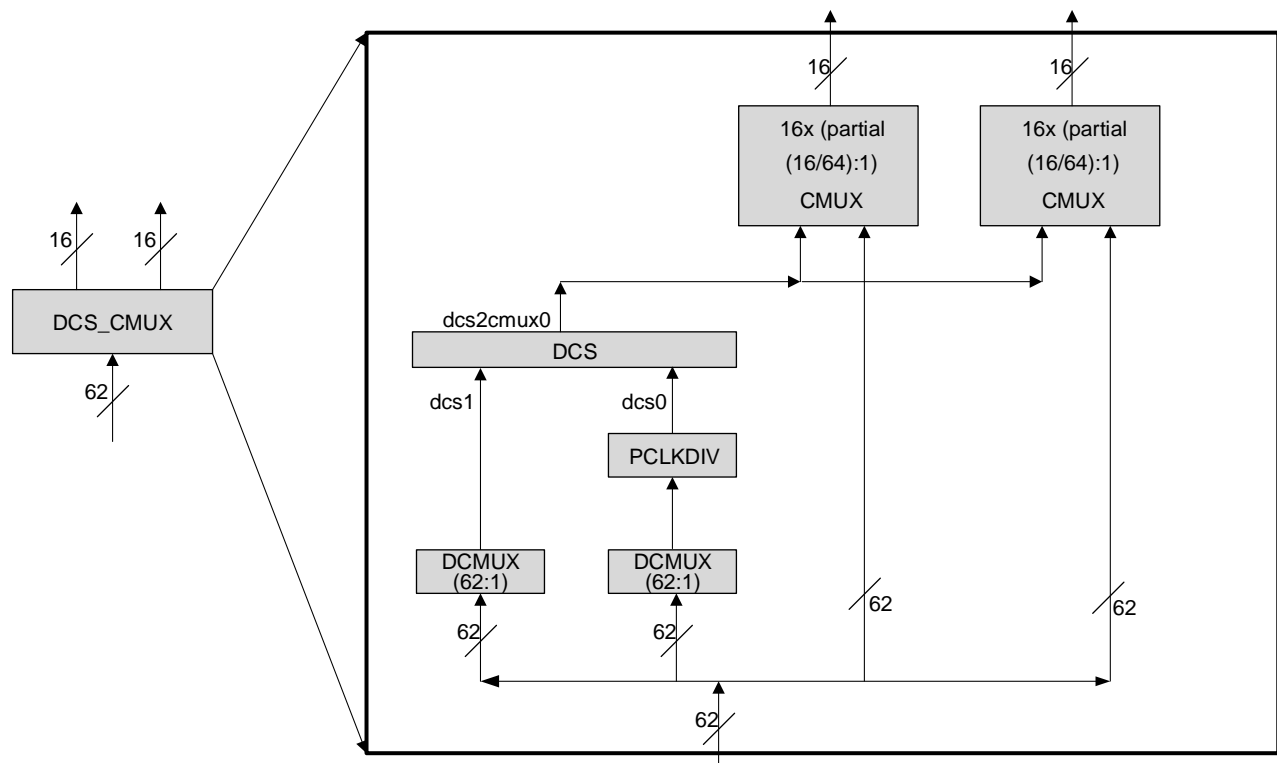 16
16
DCS_CMUX
62
16
16
16x (partial
(16/64):1)
CMUX
16x (partial
(16/64):1)
CMUX
dcs2cmux0
DCS
dcs1
dcs0
PCLKDIV
DCMUX
(62:1)
DCMUX
(62:1)
62
62
62
62
62